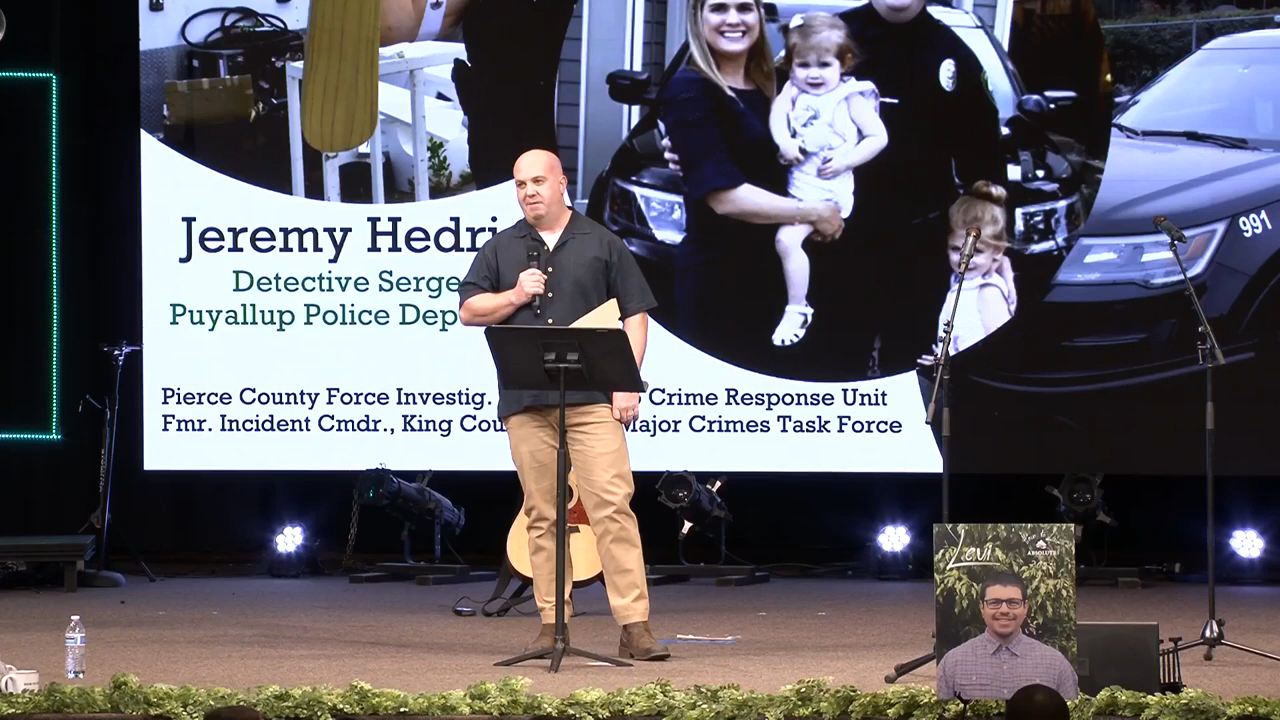 991
Jeremy Hedri
Detective Serge
Puyallup Police Dep
Pierce County Force Investig. Crime Response Unit
Fmr. Incident Cmdr., King Cou Major Crimes Task Force
Levi
ABSOLUTE